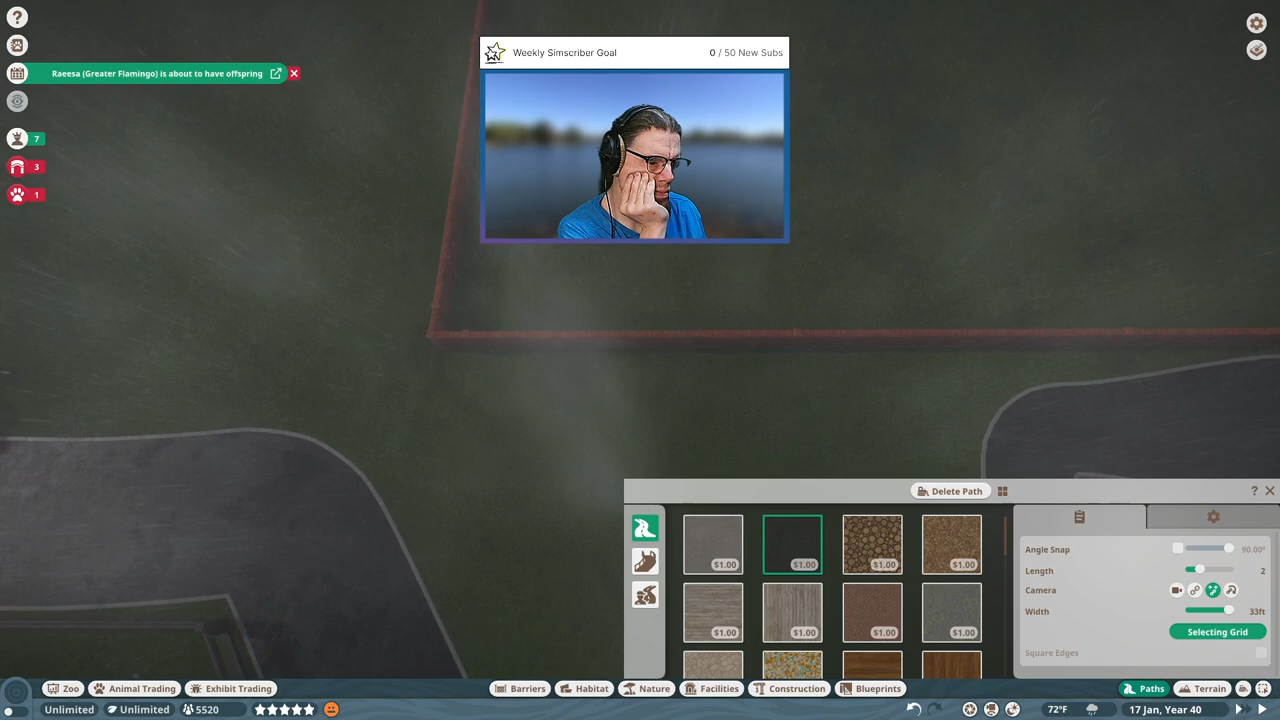 ?
Weekly Simscriber Goal 0 / 50 New Subs
Raeesa (Greater Flamingo) is about to have offspring
7
3
1
Delete Path
?
$1.00 $1.00 $1.00 $1.00
$1.00 $1.00 $1.00 $1.00
Angle Snap 90.00°
Length 2
Camera
Width 33ft
Selecting Grid
Square Edges
Zoo Animal Trading Exhibit Trading Barriers Habitat Nature Facilities Construction Blueprints Paths Terrain
Unlimited Unlimited 5520 72°F 17 Jan, Year 40